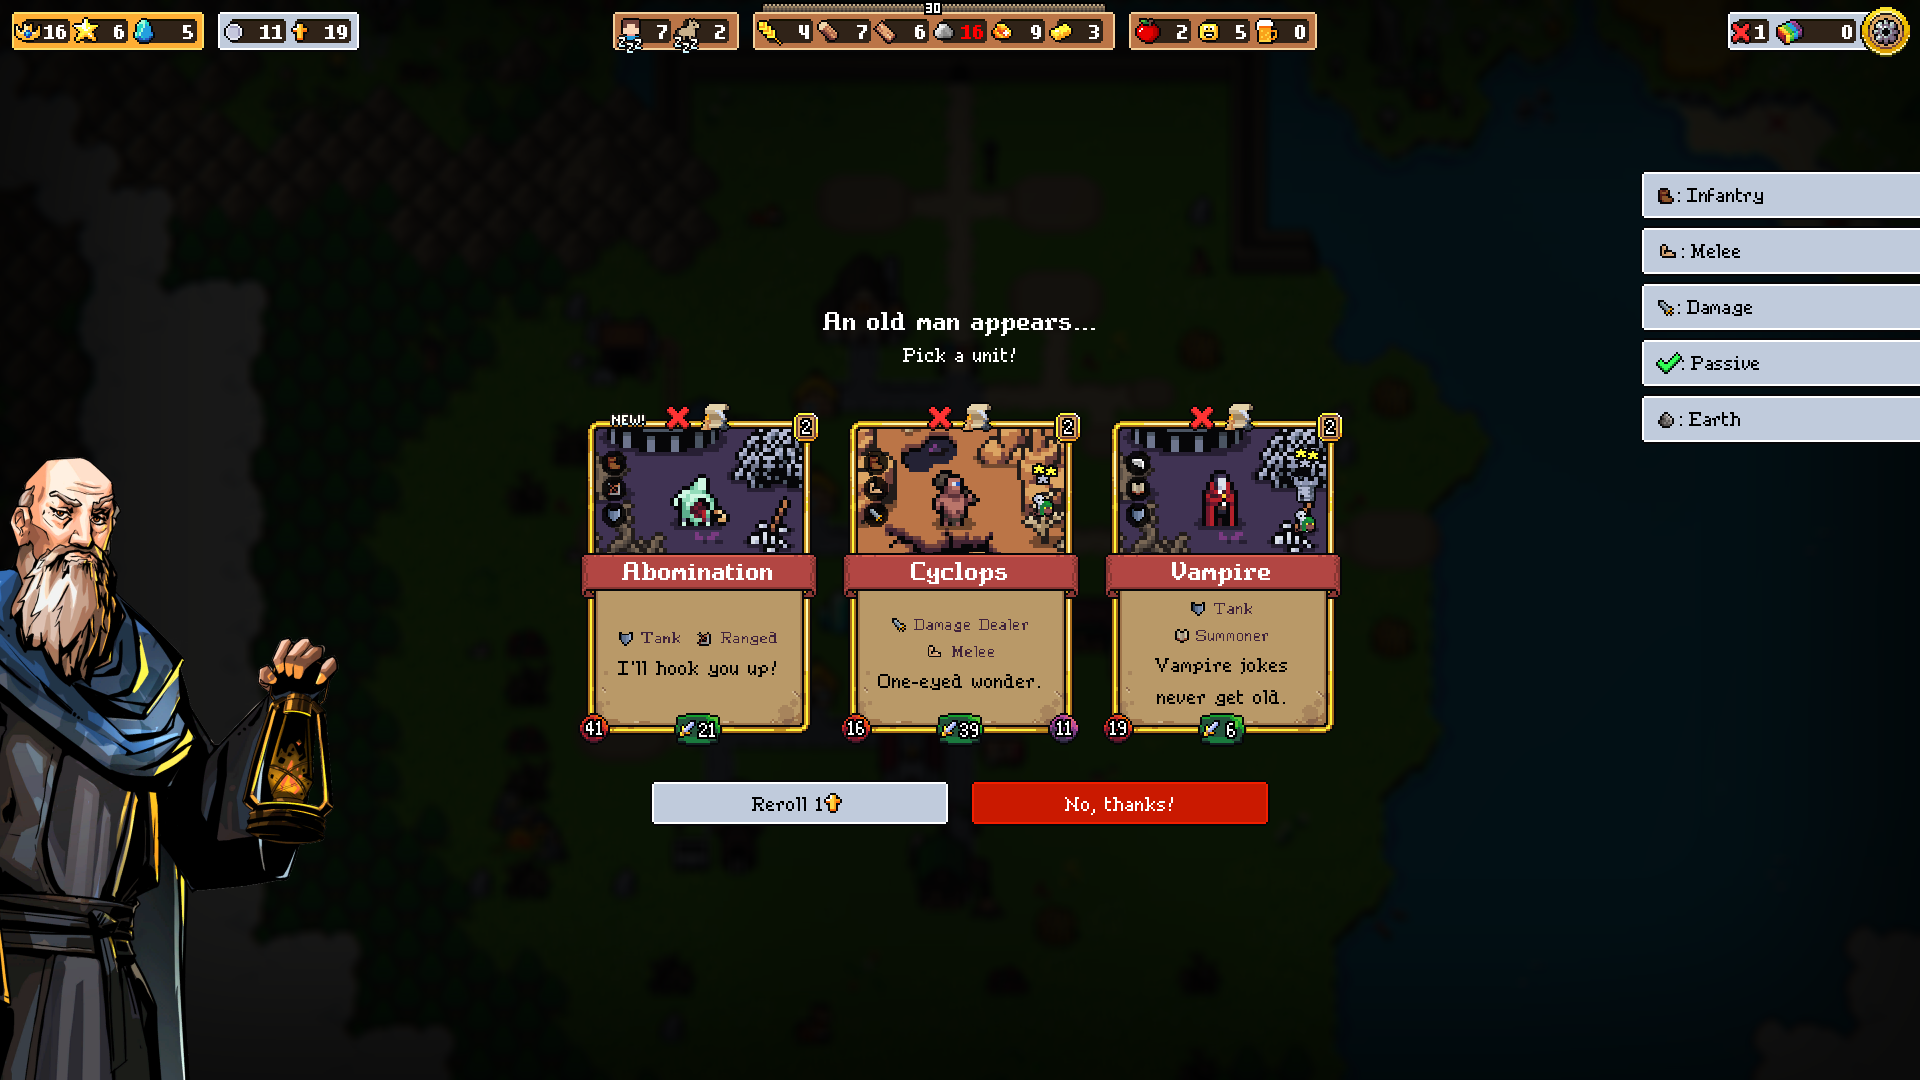 16 6 5 11 19 7 2 30 4 7 6 16 9 3 2 5 0 1 0
Infantry
Melee
Damage
Passive
Earth
An old man appears...
Pick a unit!
NEW! 2
Abomination
Tank Ranged
I'll hook you up!
41 21
2
Cyclops
Damage Dealer
Melee
One-eyed wonder.
16 39 11
2
Vampire
Tank
Summoner
Vampire jokes
never get old.
19 6
Reroll 1
No, thanks!